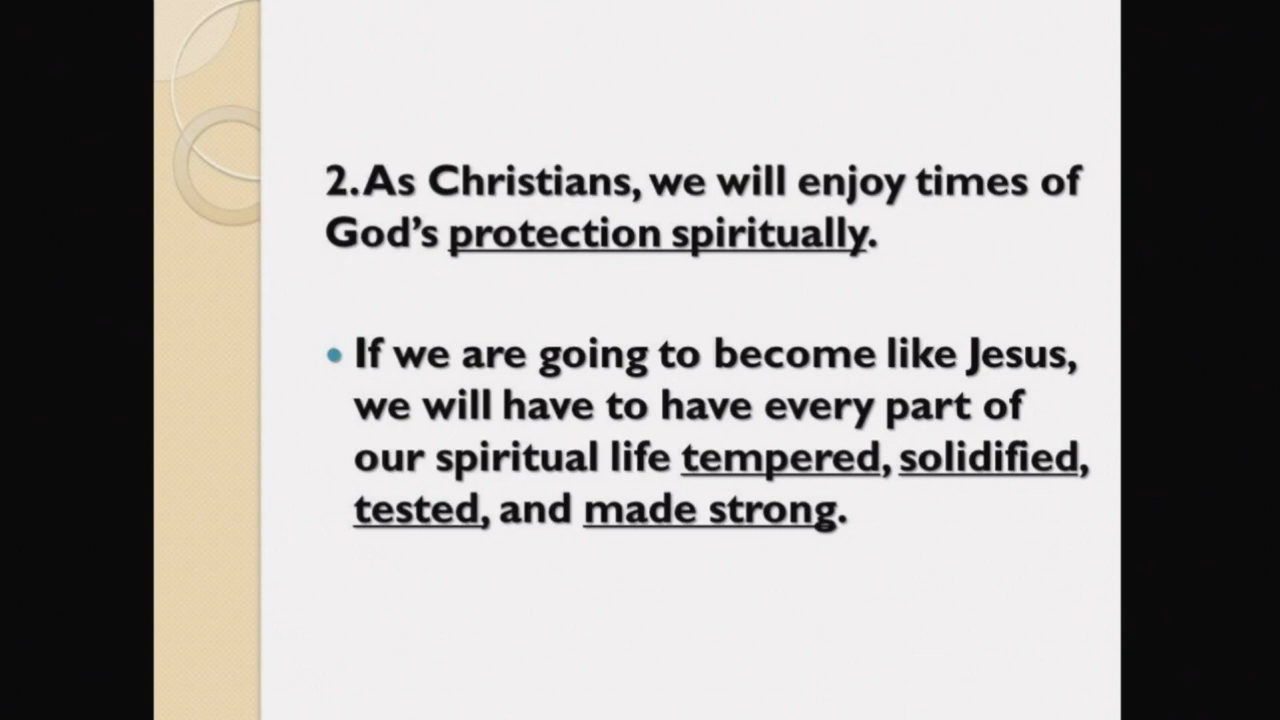 2. As Christians, we will enjoy times of
God’s protection spiritually.
• If we are going to become like Jesus,
we will have to have every part of
our spiritual life tempered, solidified,
tested, and made strong.